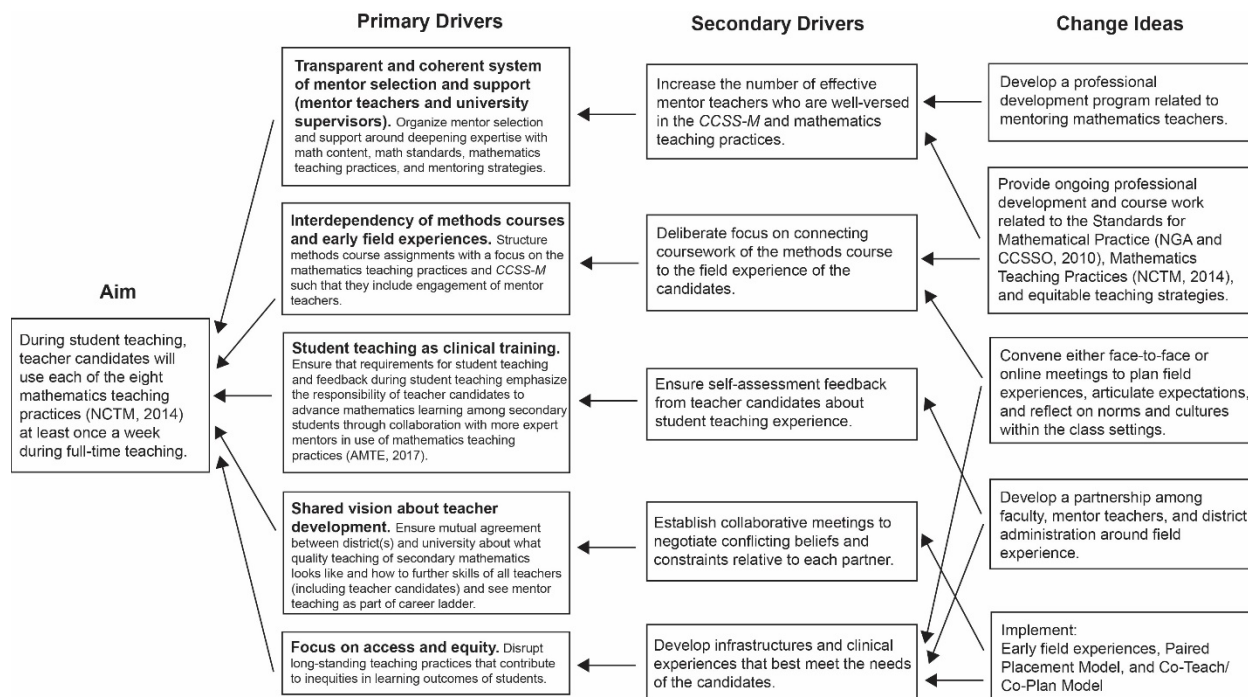 Primary Drivers
Secondary Drivers
Change Ideas
Aim
During student teaching,
teacher candidates will
use each of the eight
mathematics teaching
practices (NCTM, 2014)
at least once a week
during full-time teaching.
Transparent and coherent system
of mentor selection and support
(mentor teachers and university
supervisors). Organize mentor selection
and support around deepening expertise with
math content, math standards, mathematics
teaching practices, and mentoring strategies.
Interdependency of methods courses
and early field experiences. Structure
methods course assignments with a focus on the
mathematics teaching practices and CCSS-M
such that they include engagement of mentor
teachers.
Student teaching as clinical training.
Ensure that requirements for student teaching
and feedback during student teaching emphasize
the responsibility of teacher candidates to
advance mathematics learning among secondary
students through collaboration with more expert
mentors in use of mathematics teaching
practices (AMTE, 2017).
Shared vision about teacher
development. Ensure mutual agreement
between district(s) and university about what
quality teaching of secondary mathematics
looks like and how to further skills of all teachers
(including teacher candidates) and see mentor
teaching as part of career ladder.
Focus on access and equity. Disrupt
long-standing teaching practices that contribute
to inequities in learning outcomes of students.
Increase the number of effective
mentor teachers who are well-versed
in the CCSS-M and mathematics
teaching practices.
Deliberate focus on connecting
coursework of the methods course
to the field experience of the
candidates.
Ensure self-assessment feedback
from teacher candidates about
student teaching experience.
Establish collaborative meetings to
negotiate conflicting beliefs and
constraints relative to each partner.
Develop infrastructures and clinical
experiences that best meet the needs
of the candidates.
Develop a professional
development program related to
mentoring mathematics teachers.
Provide ongoing professional
development and course work
related to the Standards for
Mathematical Practice (NGA and
CCSSO, 2010), Mathematics
Teaching Practices (NCTM, 2014),
and equitable teaching strategies.
Convene either face-to-face or
online meetings to plan field
experiences, articulate expectations,
and reflect on norms and cultures
within the class settings.
Develop a partnership among
faculty, mentor teachers, and district
administration around field
experience.
Implement:
Early field experiences, Paired
Placement Model, and Co-Teach/
Co-Plan Model